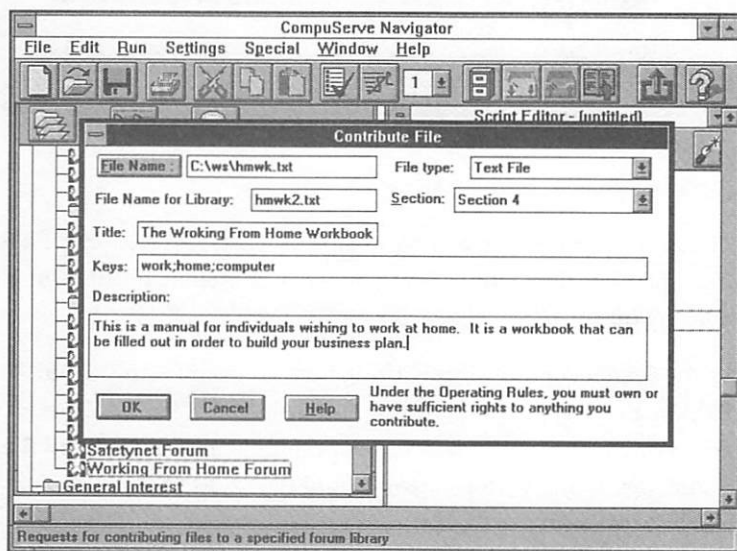 CompuServe Navigator
File Edit Run Settings Special Window Help
1
Script Editor - (untitled)
Contribute File
File Name : C:\ws\hmwk.txt File type: Text File
File Name for Library: hmwk2.txt Section: Section 4
Title: The Wroking From Home Workbook
Keys: work;home;computer
Description:
This is a manual for individuals wishing to work at home. It is a workbook that can
be filled out in order to build your business plan.
OK Cancel Help
Under the Operating Rules, you must own or
have sufficient rights to anything you
contribute.
Safetynet Forum
Working From Home Forum
General Interest
Requests for contributing files to a specified forum library